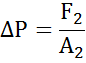 ΔP = F₂/A₂